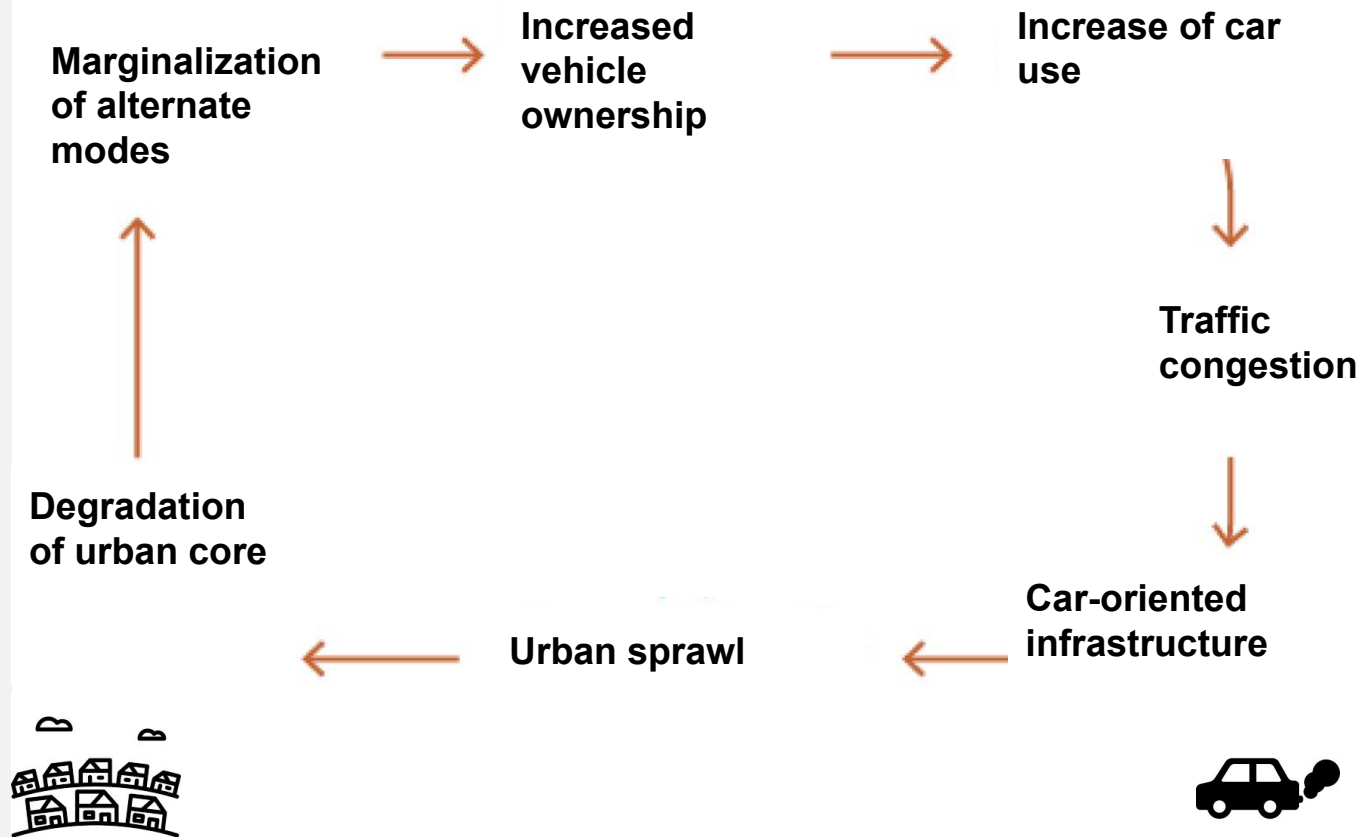 Marginalization
of alternate
modes
Increased
vehicle
ownership
Increase of car
use
Traffic
congestion
Car-oriented
infrastructure
Urban sprawl
Degradation
of urban core